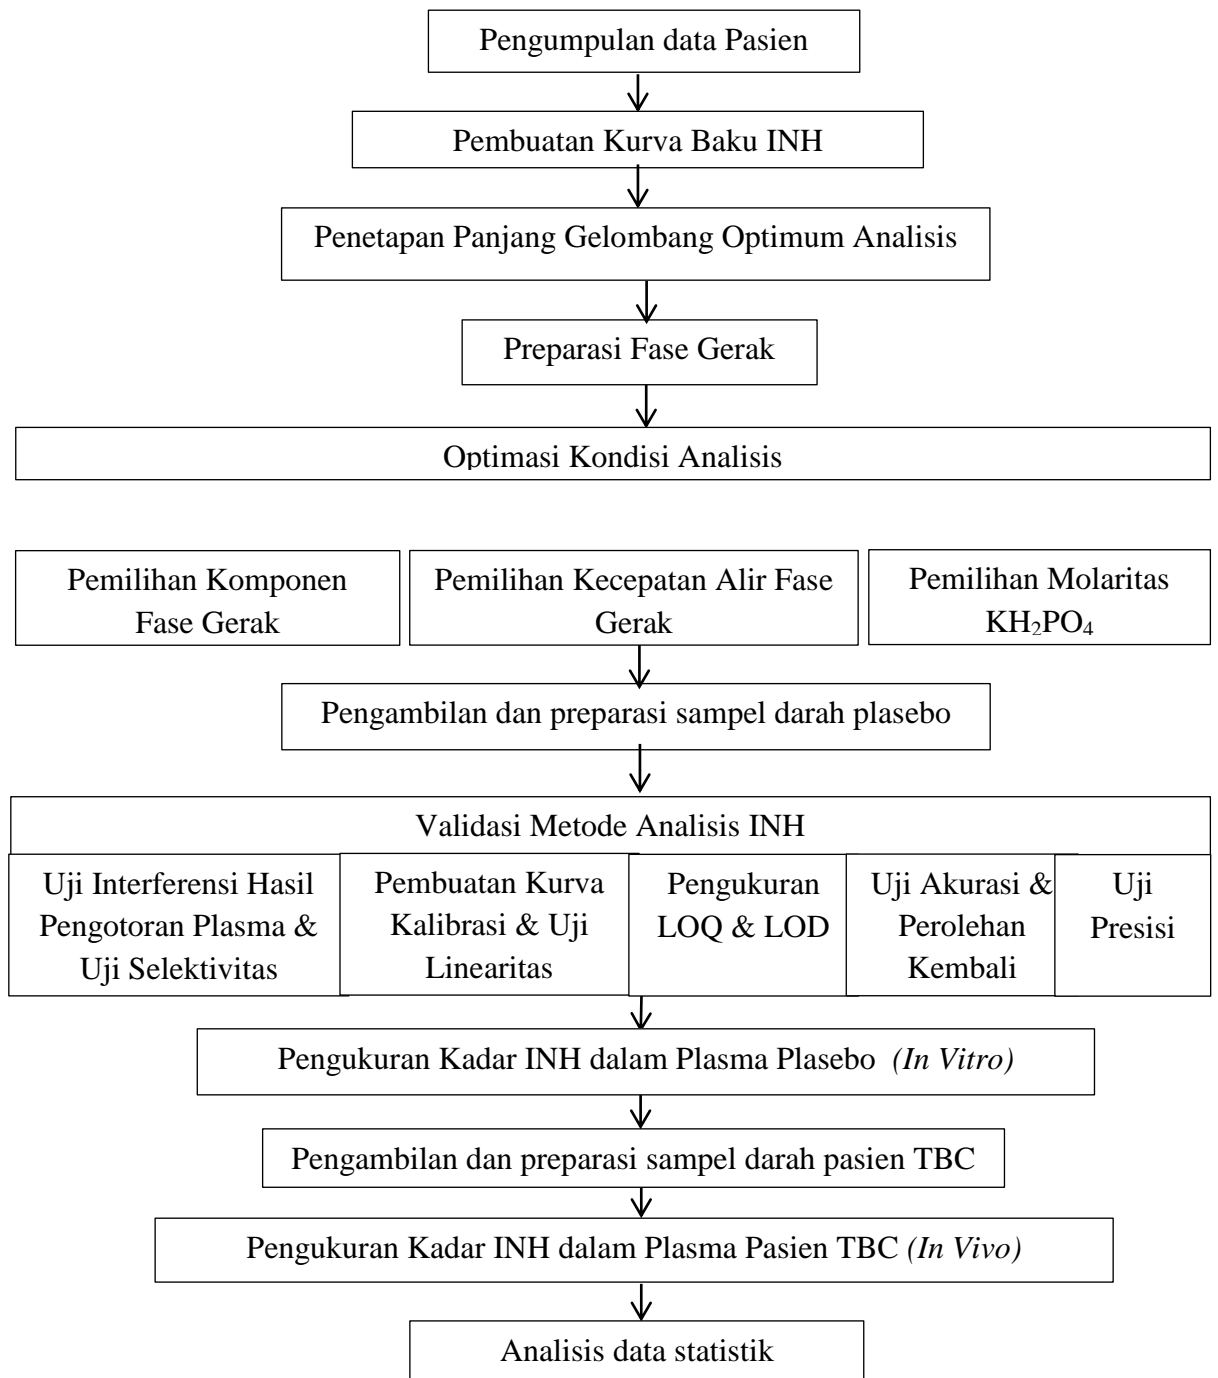 Pengumpulan data Pasien
Pembuatan Kurva Baku INH
Penetapan Panjang Gelombang Optimum Analisis
Preparasi Fase Gerak
Optimasi Kondisi Analisis
Pemilihan Komponen
Fase Gerak
Pemilihan Kecepatan Alir Fase
Gerak
Pemilihan Molaritas
KH₂PO₄
Pengambilan dan preparasi sampel darah plasebo
Validasi Metode Analisis INH
Uji Interferensi Hasil
Pengotoran Plasma &
Uji Selektivitas
Pembuatan Kurva
Kalibrasi & Uji
Linearitas
Pengukuran
LOQ & LOD
Uji Akurasi &
Perolehan
Kembali
Uji
Presisi
Pengukuran Kadar INH dalam Plasma Plasebo (In Vitro)
Pengambilan dan preparasi sampel darah pasien TBC
Pengukuran Kadar INH dalam Plasma Pasien TBC (In Vivo)
Analisis data statistik